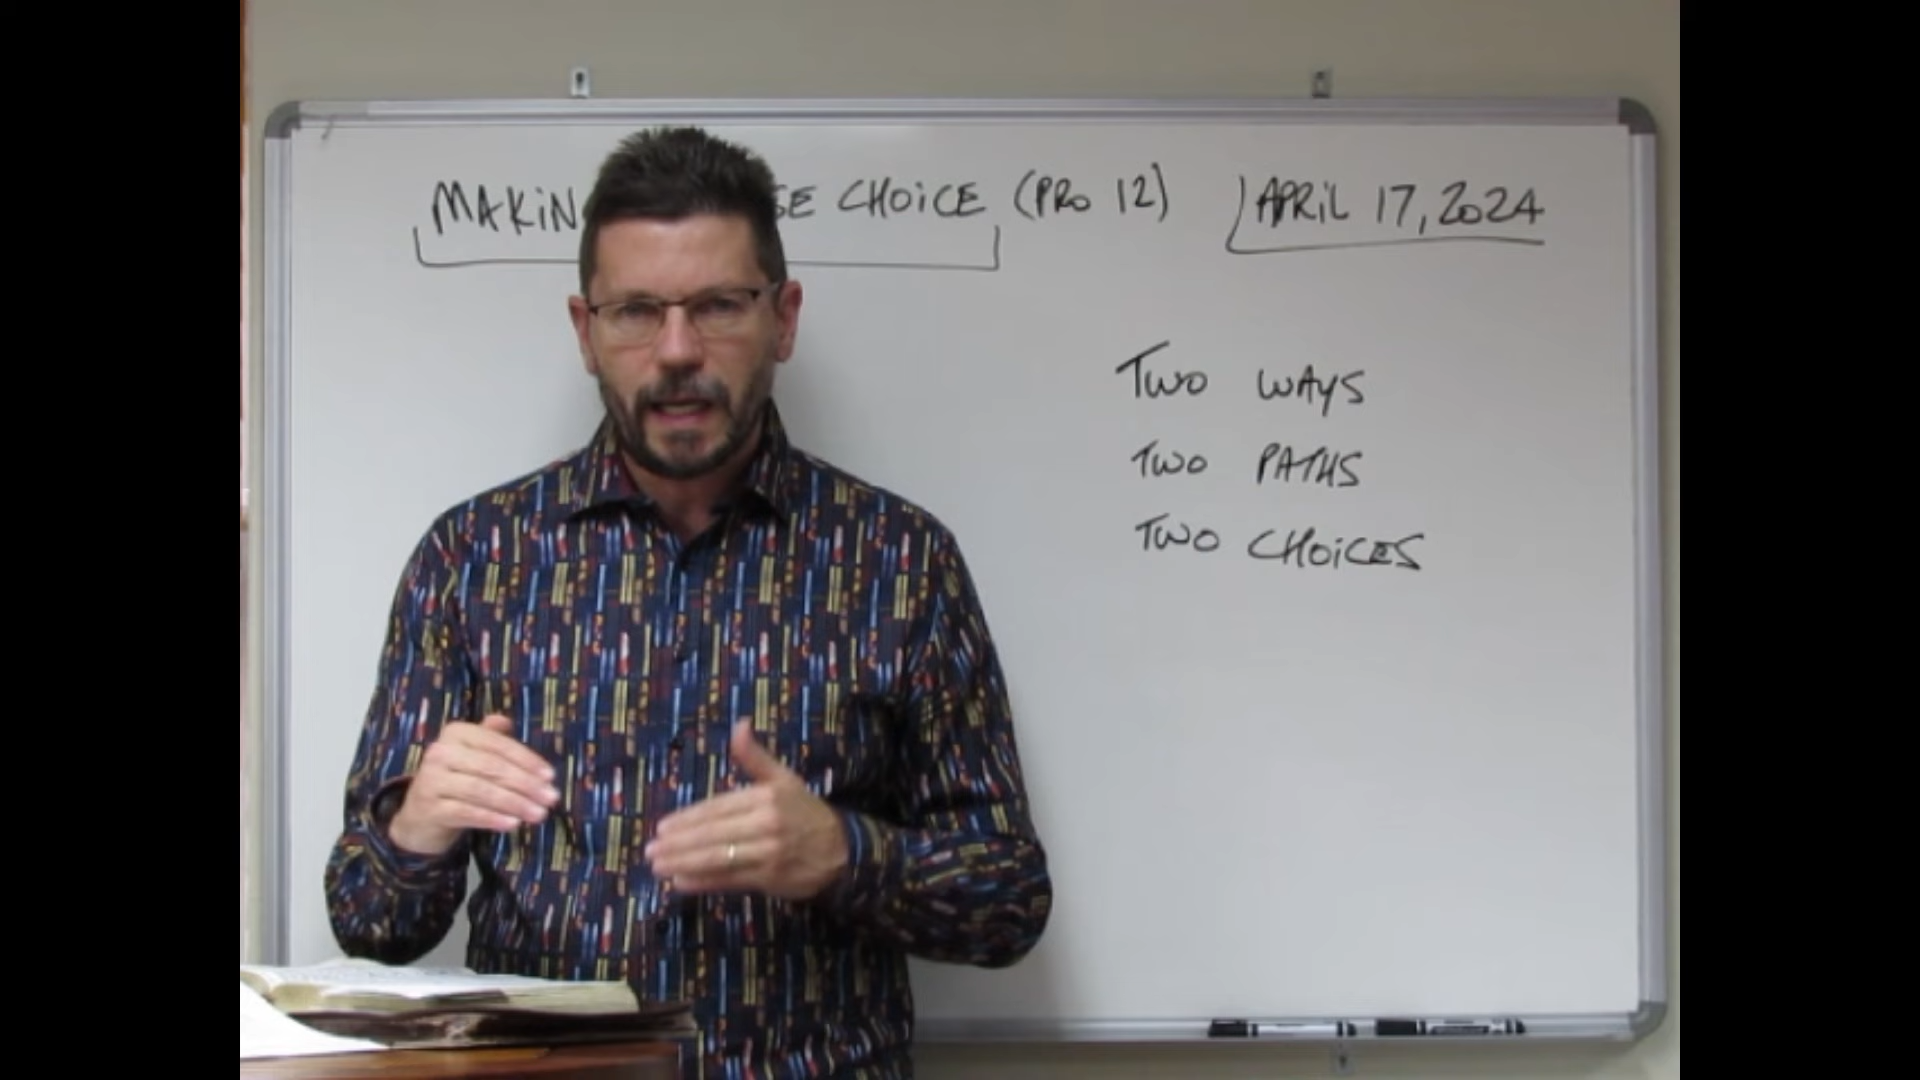 MAKiN SE CHOiCE (PRO 12) APRiL 17, 2024
TWO WAYS
TWO PATHS
TWO CHOiCES